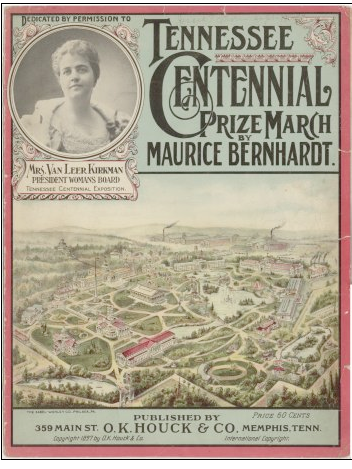 DEDICATED BY PERMISSION TO
MRS. VAN LEER KIRKMAN
PRESIDENT WOMANS BOARD
TENNESSEE CENTENNIAL EXPOSITION.
TENNESSEE
CENTENNIAL
PRIZE MARCH
BY
MAURICE BERNHARDT.
PUBLISHED BY
PRICE 60 CENTS
359 MAIN ST. O.K. HOUCK & CO, MEMPHIS, TENN.
Copyright 1897 by O.K. Houck & Co.
International Copyright.